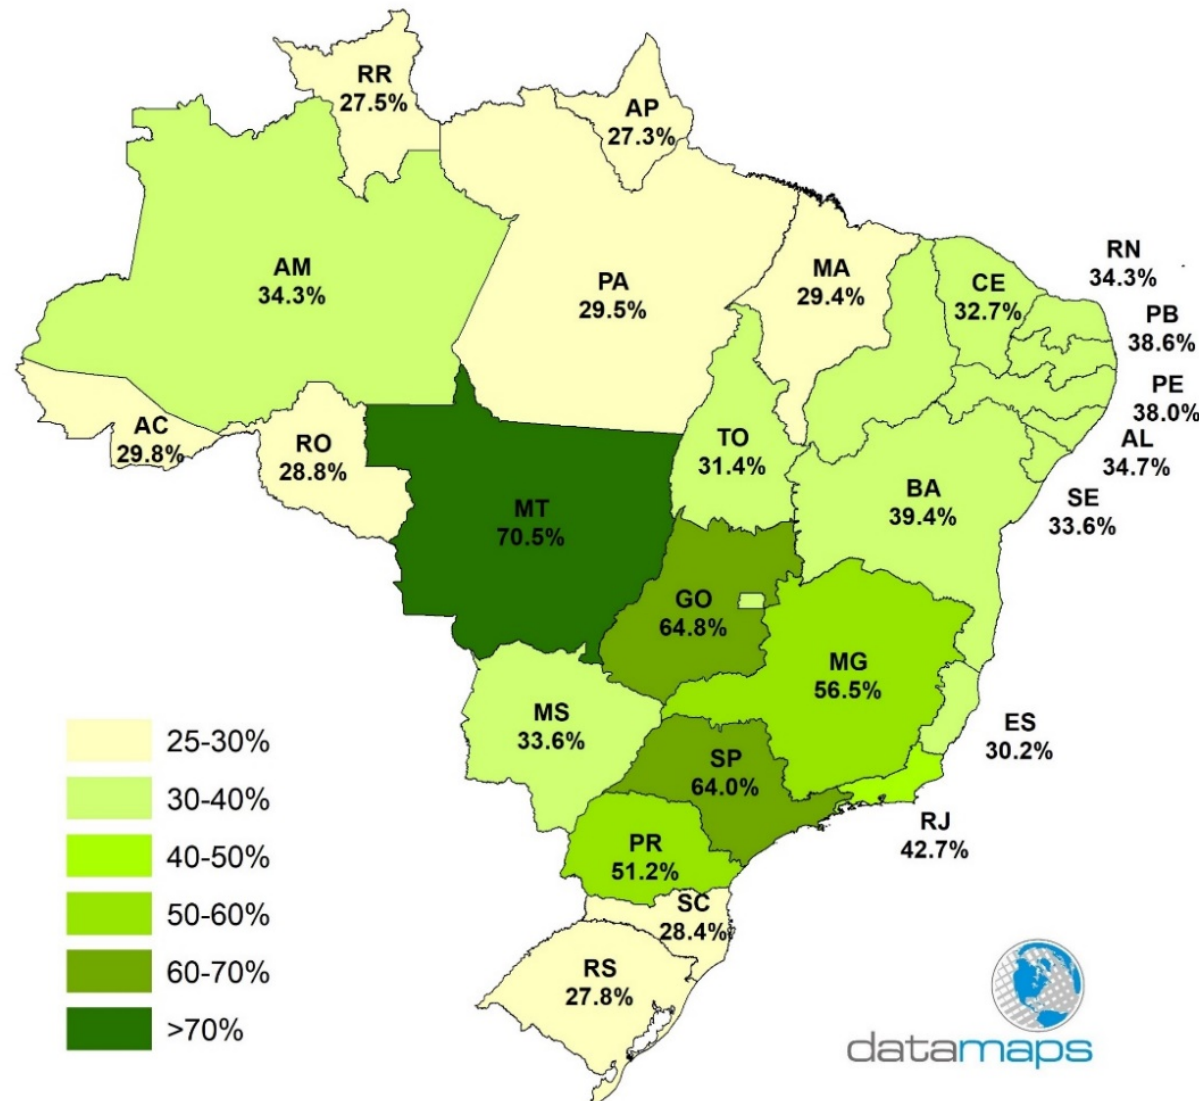 RR
27.5%
AP
27.3%
AM
34.3%
PA
29.5%
MA
29.4%
CE
32.7%
RN
34.3%
PB
38.6%
PE
38.0%
AL
34.7%
SE
33.6%
AC
29.8%
RO
28.8%
TO
31.4%
BA
39.4%
MT
70.5%
GO
64.8%
MG
56.5%
ES
30.2%
MS
33.6%
SP
64.0%
RJ
42.7%
PR
51.2%
SC
28.4%
RS
27.8%
25-30%
30-40%
40-50%
50-60%
60-70%
>70%
datamaps